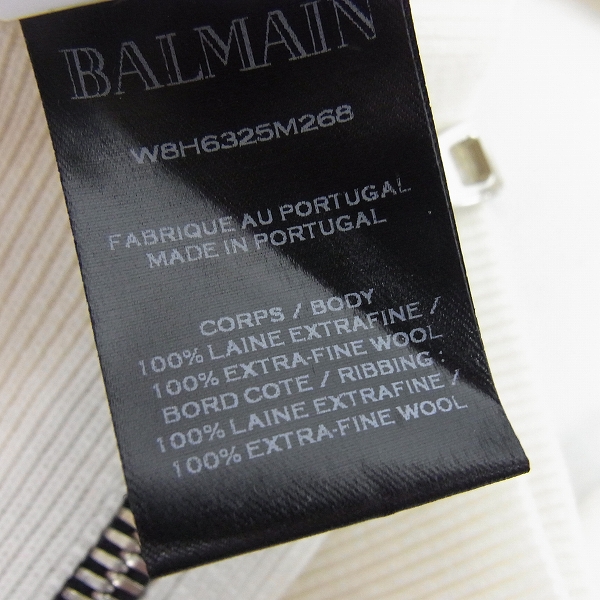 BALMAIN
W8H6325M268
FABRIQUE AU PORTUGAL
MADE IN PORTUGAL
CORPS / BODY
100% LAINE EXTRAFINE /
100% EXTRA-FINE WOOL
BORD COTE / RIBBING :
100% LAINE EXTRAFINE /
100% EXTRA-FINE WOOL